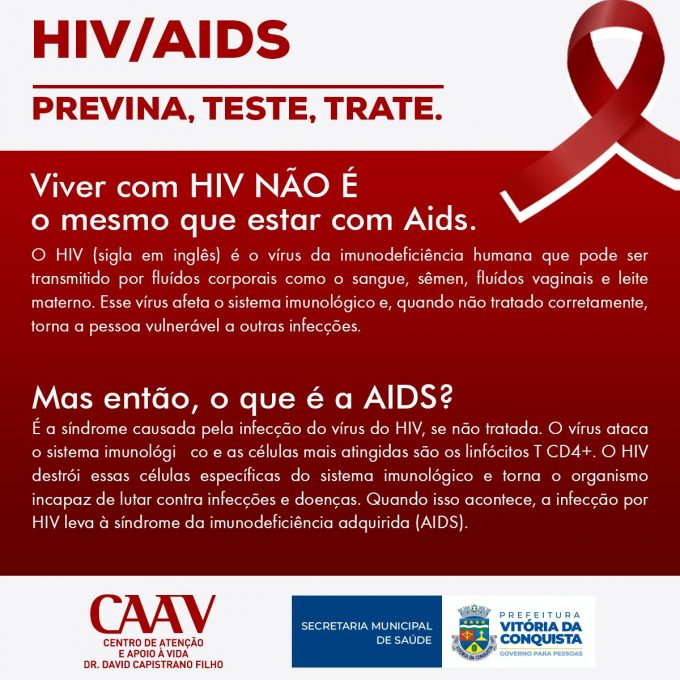 HIV/AIDS
PREVINA, TESTE, TRATE.
Viver com HIV NÃO É
o mesmo que estar com Aids.
O HIV (sigla em inglês) é o vírus da imunodeficiência humana que pode ser
transmitido por fluídos corporais como o sangue, sêmen, fluídos vaginais e leite
materno. Esse vírus afeta o sistema imunológico e, quando não tratado corretamente,
torna a pessoa vulnerável a outras infecções.
Mas então, o que é a AIDS?
É a síndrome causada pela infecção do vírus do HIV, se não tratada. O vírus ataca
o sistema imunológi co e as células mais atingidas são os linfócitos T CD4+. O HIV
destrói essas células específicas do sistema imunológico e torna o organismo
incapaz de lutar contra infecções e doenças. Quando isso acontece, a infecção por
HIV leva à síndrome da imunodeficiência adquirida (AIDS).
CAAV
CENTRO DE ATENÇÃO
E APOIO À VIDA
DR. DAVID CAPISTRANO FILHO
SECRETARIA MUNICIPAL
DE SAÚDE
VITÓRIA DA CONQUISTA
PREFEITURA
VITÓRIA DA
CONQUISTA
GOVERNO PARA PESSOAS